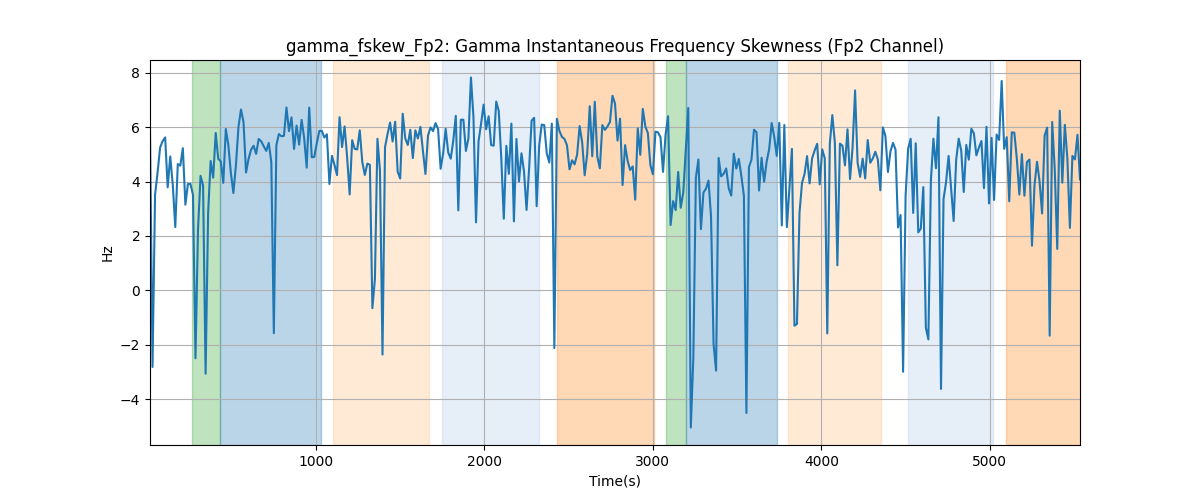 gamma_fskew_Fp2: Gamma Instantaneous Frequency Skewness (Fp2 Channel)
8
6
4
2
0
−2
−4
Hz
1000 2000 3000 4000 5000
Time(s)